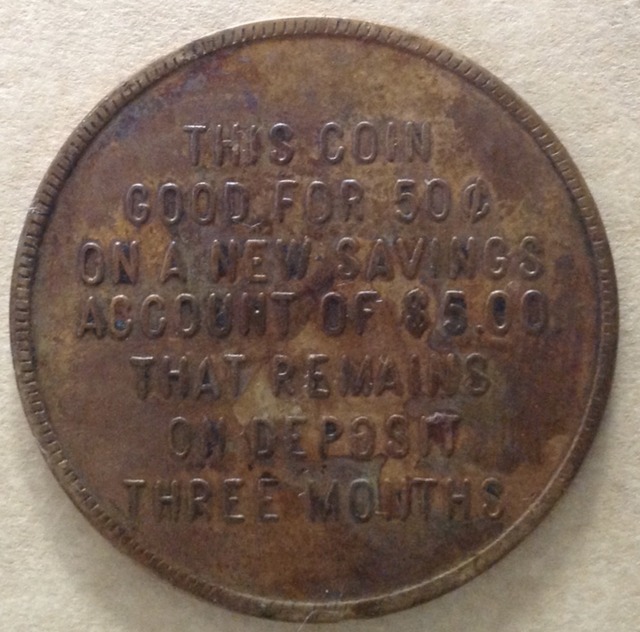 THIS COIN
GOOD FOR 50¢
ON A NEW SAVINGS
ACCOUNT OF $5.00
THAT REMAINS
ON DEPOSIT
THREE MONTHS